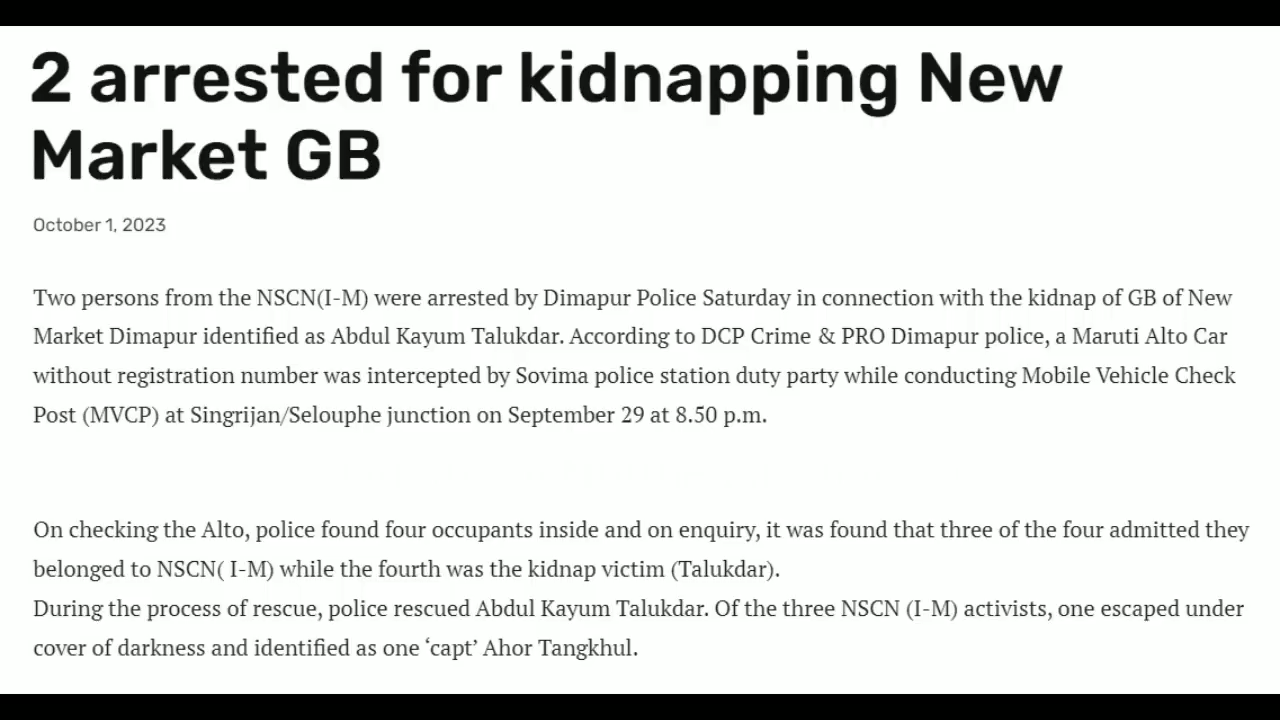 2 arrested for kidnapping New
Market GB
October 1, 2023
Two persons from the NSCN(I-M) were arrested by Dimapur Police Saturday in connection with the kidnap of GB of New
Market Dimapur identified as Abdul Kayum Talukdar. According to DCP Crime & PRO Dimapur police, a Maruti Alto Car
without registration number was intercepted by Sovima police station duty party while conducting Mobile Vehicle Check
Post (MVCP) at Singrijan/Selouphe junction on September 29 at 8.50 p.m.
On checking the Alto, police found four occupants inside and on enquiry, it was found that three of the four admitted they
belonged to NSCN( I-M) while the fourth was the kidnap victim (Talukdar).
During the process of rescue, police rescued Abdul Kayum Talukdar. Of the three NSCN (I-M) activists, one escaped under
cover of darkness and identified as one ‘capt’ Ahor Tangkhul.